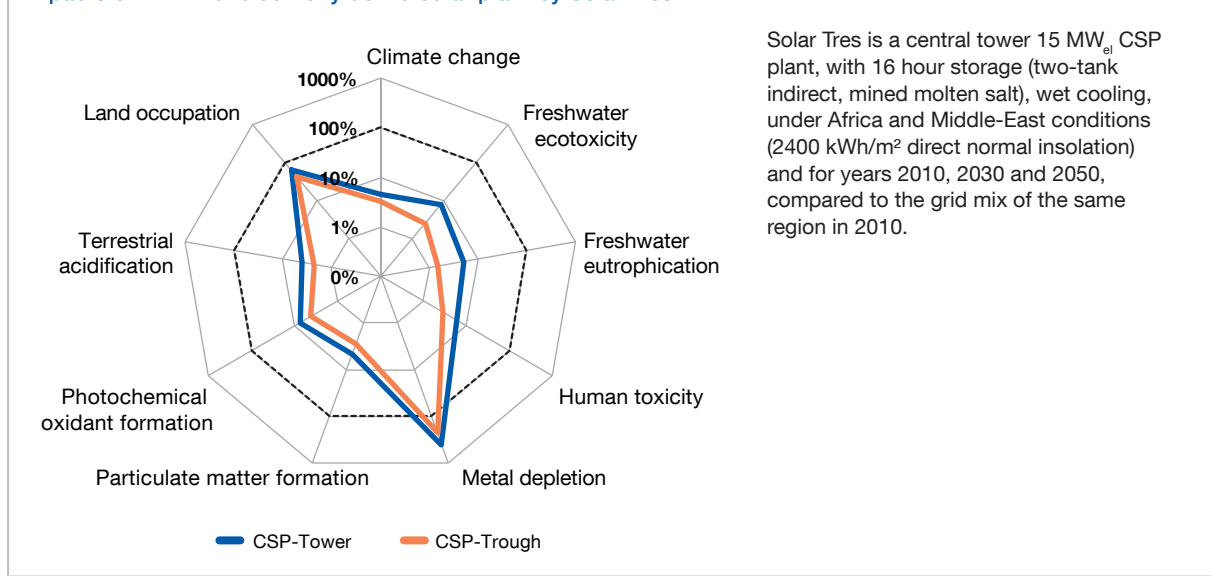 Climate change
1000%
Land occupation
Freshwater
ecotoxicity
100%
10%
Terrestrial
acidification
1%
Freshwater
eutrophication
0%
Photochemical
oxidant formation
Human toxicity
Particulate matter formation
Metal depletion
CSP-Tower
CSP-Trough
Solar Tres is a central tower 15 MWel CSP
plant, with 16 hour storage (two-tank
indirect, mined molten salt), wet cooling,
under Africa and Middle-East conditions
(2400 kWh/m² direct normal insolation)
and for years 2010, 2030 and 2050,
compared to the grid mix of the same
region in 2010.